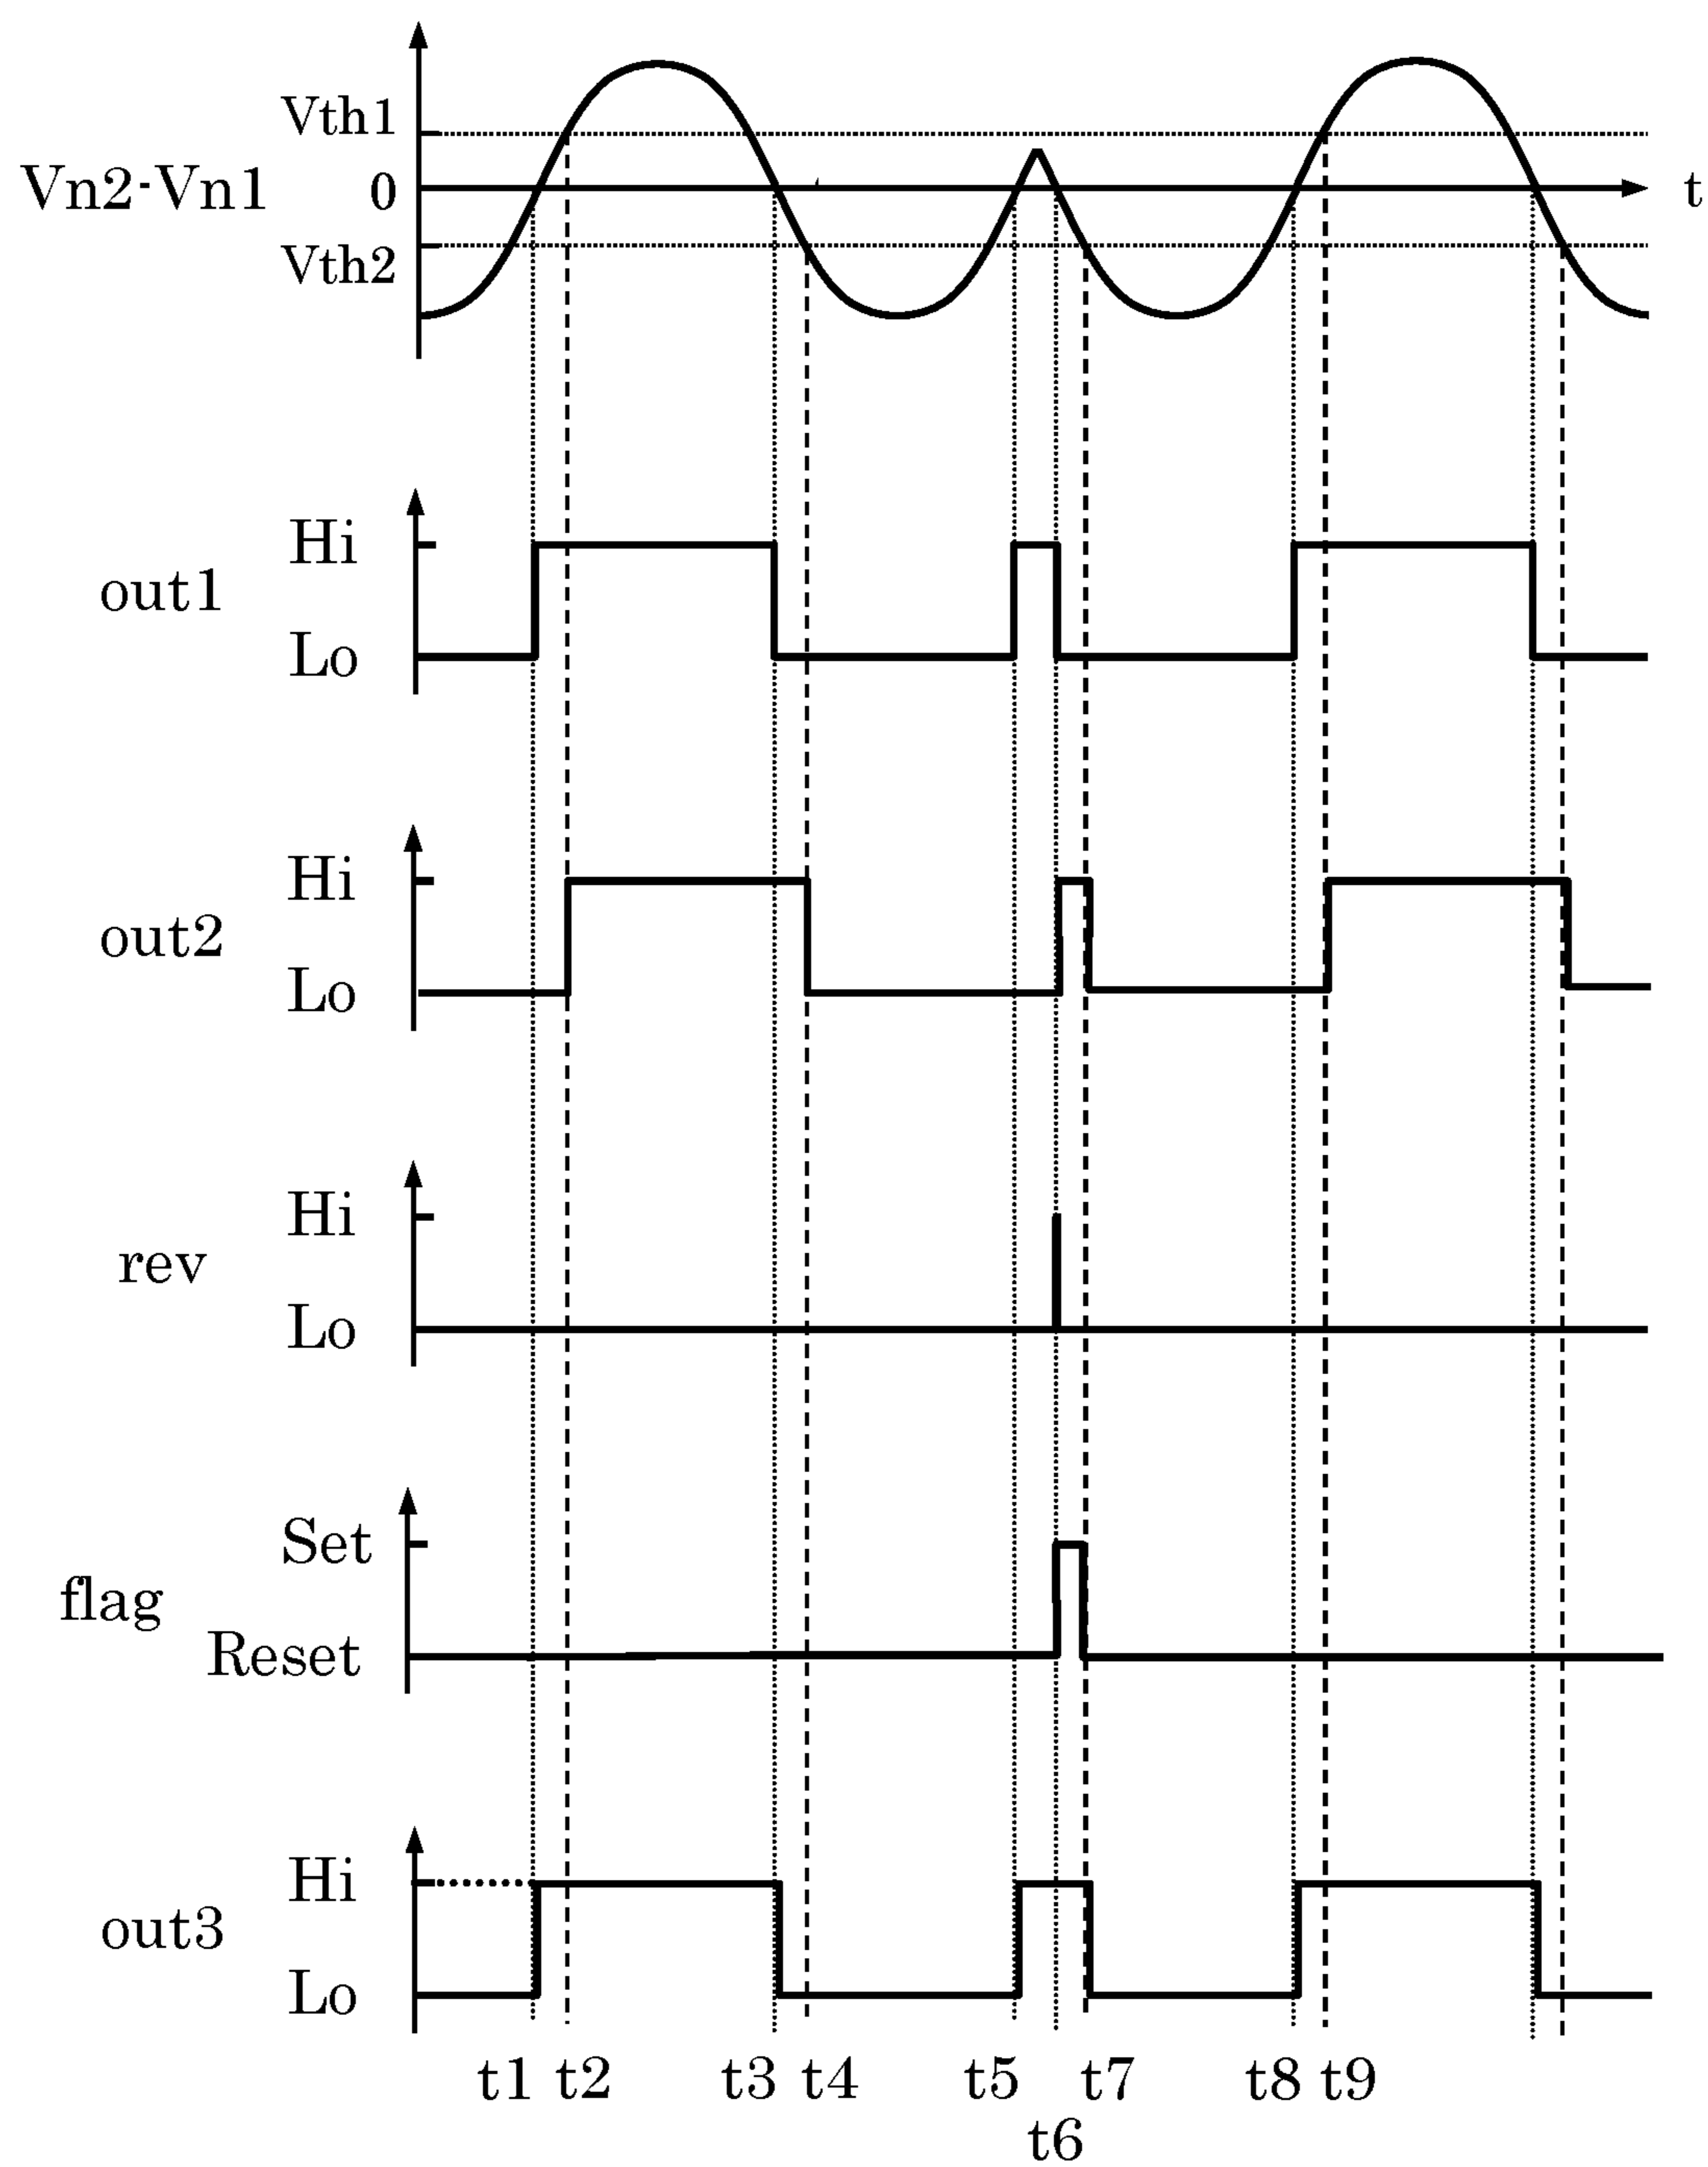 Vth1
Vn2-Vn1
0
t
Vth2
Hi
out1
Lo
Hi
out2
Lo
Hi
rev
Lo
Set
flag
Reset
Hi
out3
Lo
t1 t2 t3 t4 t5 t7 t8 t9
t6